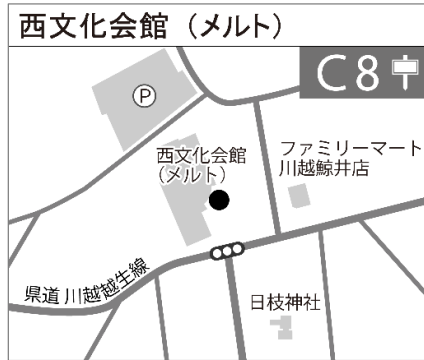 西文化会館（メルト）
C8
P
西文化会館
（メルト）
ファミリーマート
川越鯨井店
県道 川越越生線
日枝神社